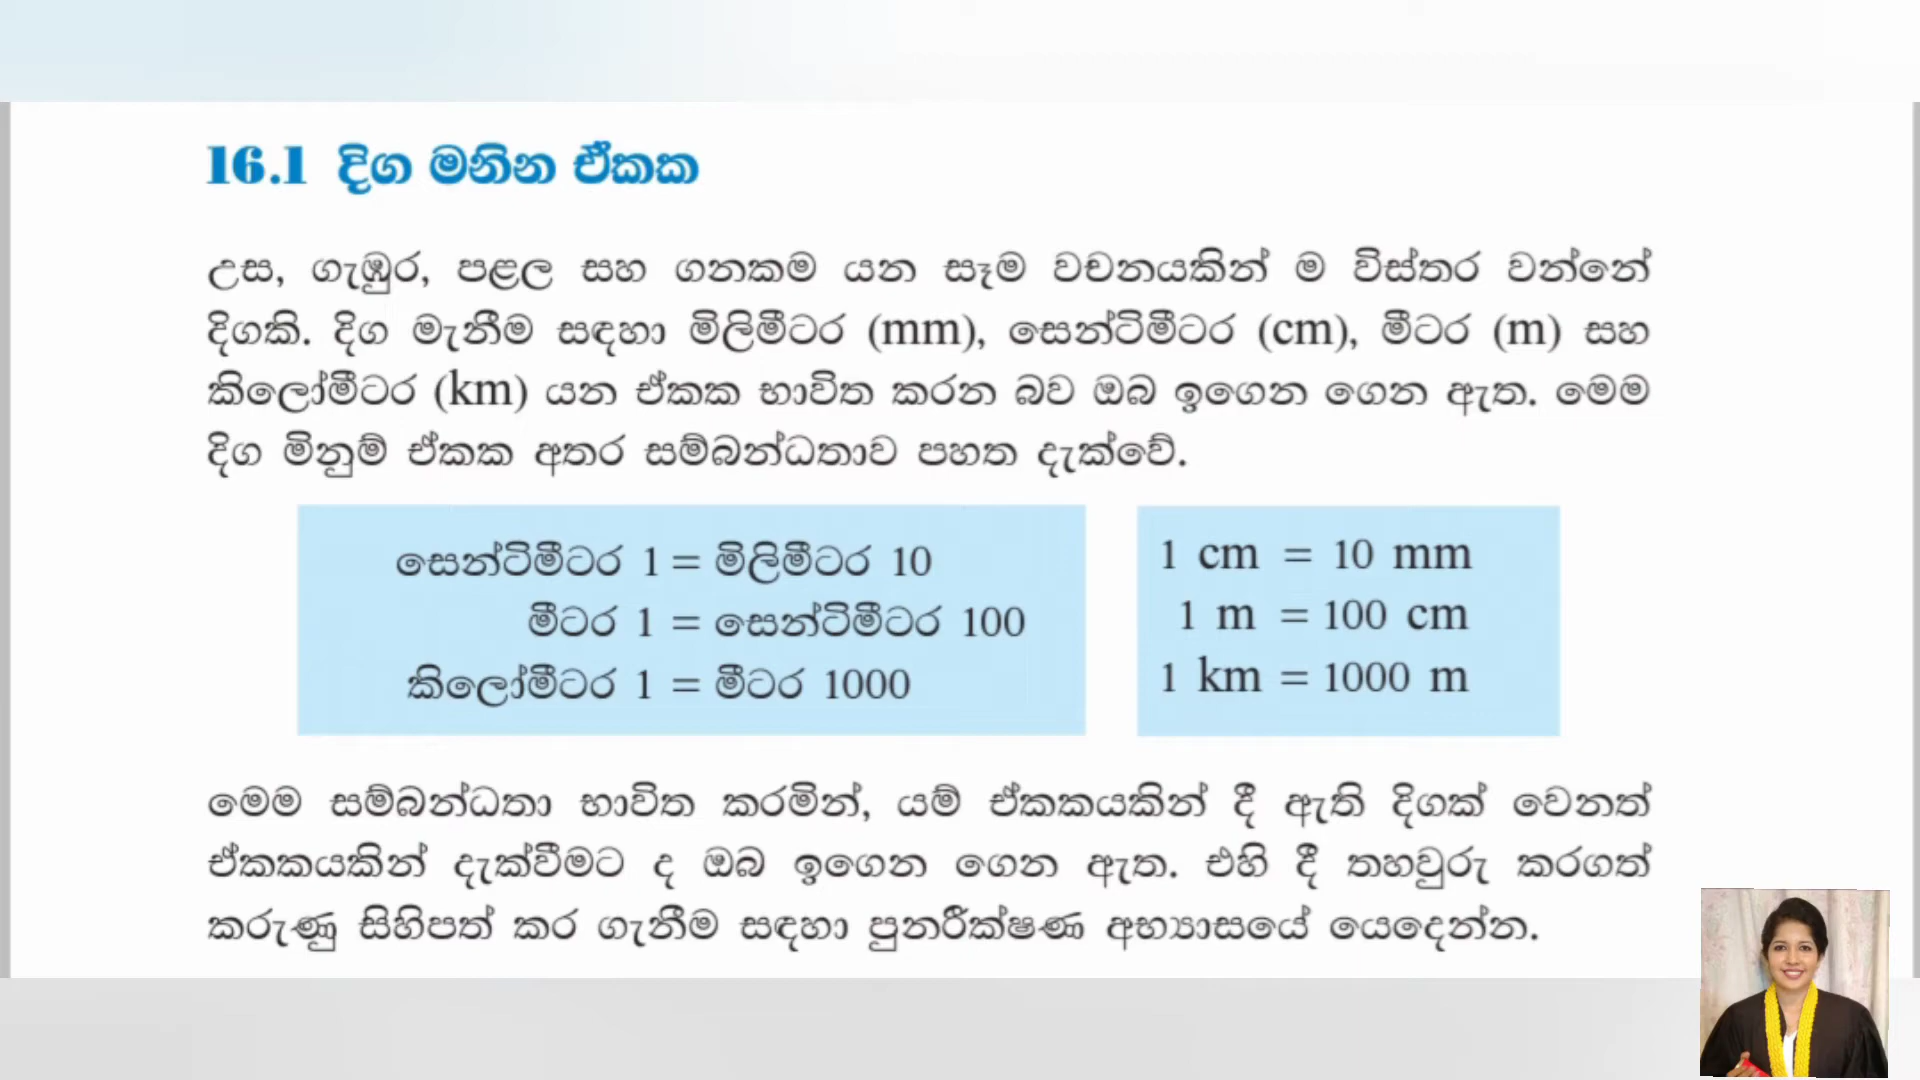 16.1 දිග මනින ඒකක
උස, ගැඹුර, පළල සහ ගනකම යන සෑම වචනයකින් ම විස්තර වන්නේ
දිගකි. දිග මැනීම සඳහා මිලිමීටර (mm), සෙන්ටිමීටර (cm), මීටර (m) සහ
කිලෝමීටර (km) යන ඒකක භාවිත කරන බව ඔබ ඉගෙන ගෙන ඇත. මෙම
දිග මිනුම් ඒකක අතර සම්බන්ධතාව පහත දැක්වේ.
සෙන්ටිමීටර 1 = මිලිමීටර 10
මීටර 1 = සෙන්ටිමීටර 100
කිලෝමීටර 1 = මීටර 1000
1 cm = 10 mm
1 m = 100 cm
1 km = 1000 m
මෙම සම්බන්ධතා භාවිත කරමින්, යම් ඒකකයකින් දී ඇති දිගක් වෙනත්
ඒකකයකින් දැක්වීමට ද ඔබ ඉගෙන ගෙන ඇත. එහි දී තහවුරු කරගත්
කරුණු සිහිපත් කර ගැනීම සඳහා පුනරීක්ෂණ අභ්‍යාසයේ යෙදෙන්න.